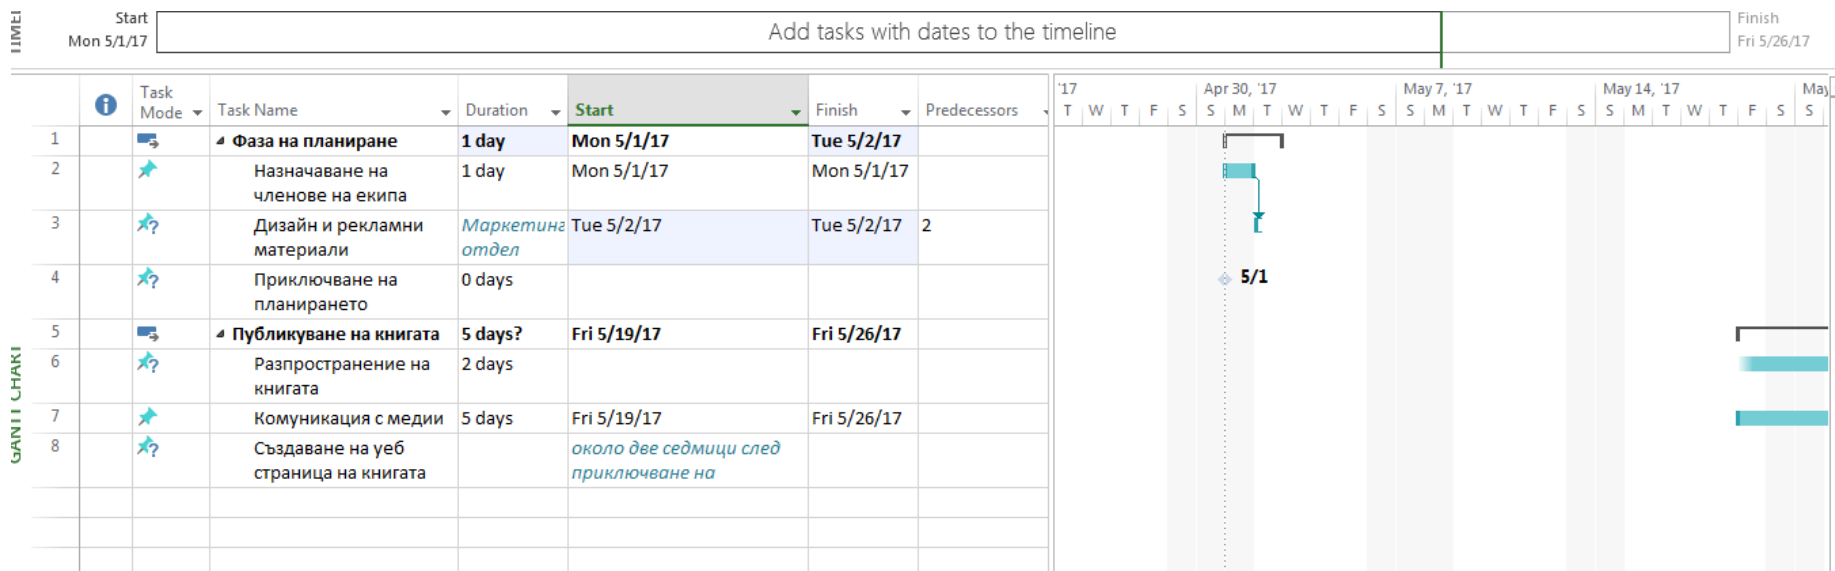 TIMEI
Start
Mon 5/1/17
Add tasks with dates to the timeline
Finish
Fri 5/26/17
Task Mode Task Name Duration Start Finish Predecessors
'17 Apr 30, '17 May 7, '17 May 14, '17 May
T W T F S S M T W T F S S M T W T F S S M T W T F S S
1 Фаза на планиране 1 day Mon 5/1/17 Tue 5/2/17
2 Назначаване на 1 day Mon 5/1/17 Mon 5/1/17
членове на екипа
3 Дизайн и рекламни Маркетинг Tue 5/2/17 Tue 5/2/17 2
материали отдел
4 Приключване на 0 days 5/1
планирането
5 Публикуване на книгата 5 days? Fri 5/19/17 Fri 5/26/17
6 Разпространение на 2 days
книгата
7 Комуникация с медии 5 days Fri 5/19/17 Fri 5/26/17
8 Създаване на уеб около две седмици след
страница на книгата приключване на
GANTT CHART